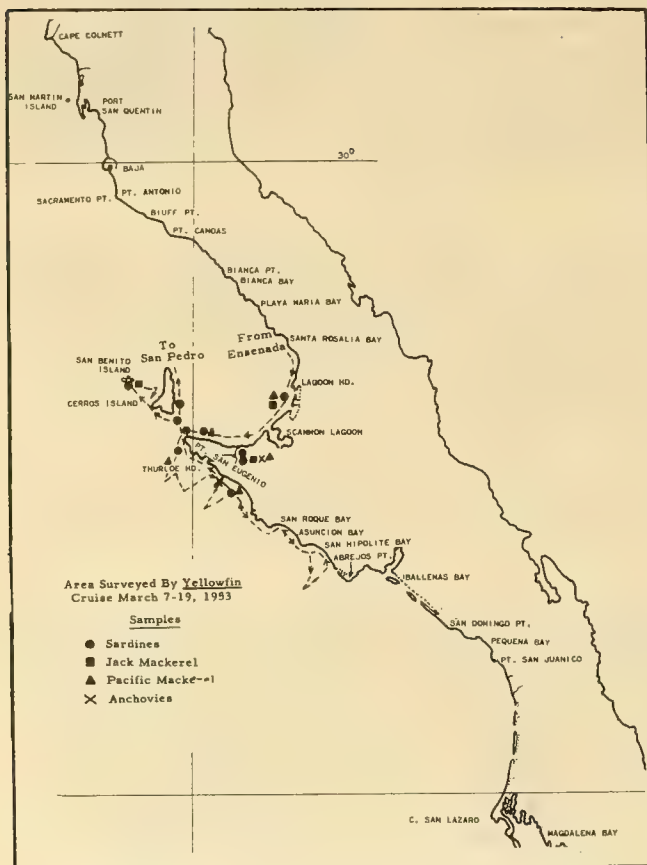 CAPE COLNETT
SAN MARTIN
ISLAND
PORT
SAN QUENTIN
30°
BAJA
SACRAMENTO PT.
PT. ANTONIO
BIUFF PT.
PT. CANOAS
BIANCA PT.
BIANCA BAY
PLAYA MARIA BAY
To
San Pedro
From
Ensenada
SANTA ROSALIA BAY
SAN BENITO
ISLAND
LAGOON HD.
CERROS ISLAND
SCAMMON LAGOON
PT. SAN EUGENIO
THURLOE HD.
SAN ROQUE BAY
ASUNCION BAY
SAN HIPOLITE BAY
ABREJOS PT.
IBALLENAS BAY
Area Surveyed By Yellowfin
Cruise March 7-19, 1953
Samples
Sardines
Jack Mackerel
Pacific Mackerel
Anchovies
SAN DOMINGO PT.
PEQUENA BAY
PT. SAN JUANICO
C. SAN LAZARO
MAGDALENA BAY